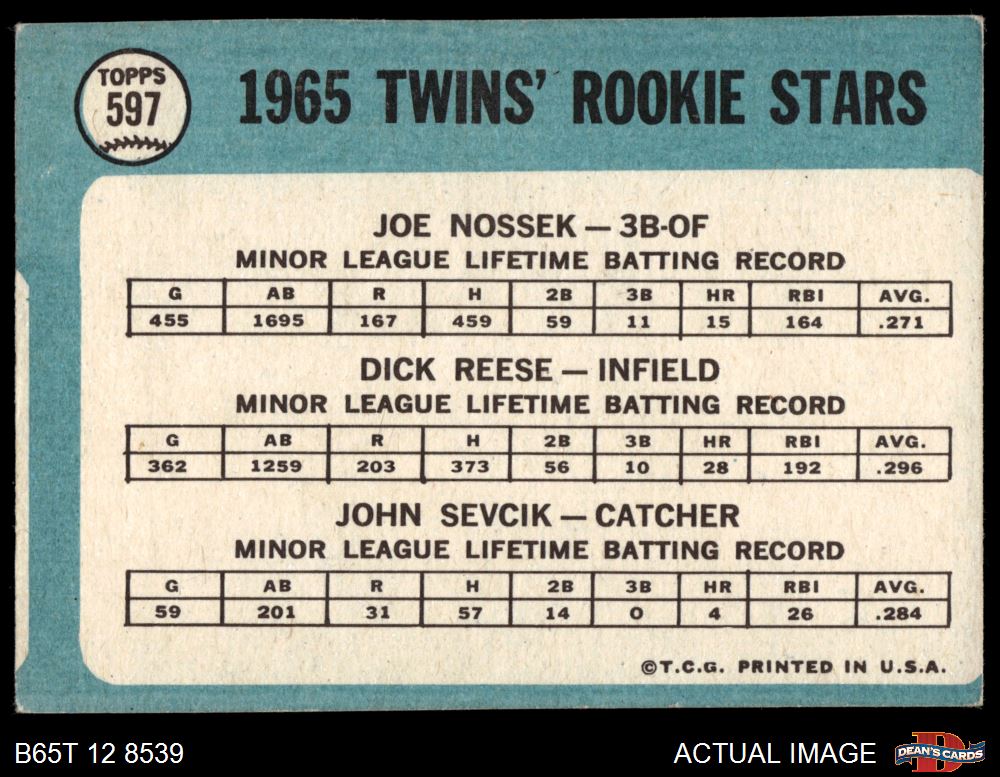 TOPPS
597
1965 TWINS' ROOKIE STARS
JOE NOSSEK — 3B-OF
MINOR LEAGUE LIFETIME BATTING RECORD
G AB R H 2B 3B HR RBI AVG.
455 1695 167 459 59 11 15 164 .271
DICK REESE — INFIELD
MINOR LEAGUE LIFETIME BATTING RECORD
G AB R H 2B 3B HR RBI AVG.
362 1259 203 373 56 10 28 192 .296
JOHN SEVCIK — CATCHER
MINOR LEAGUE LIFETIME BATTING RECORD
G AB R H 2B 3B HR RBI AVG.
59 201 31 57 14 0 4 26 .284
©T.C.G. PRINTED IN U.S.A.
B65T 12 8539 ACTUAL IMAGE D DEAN'S CARDS